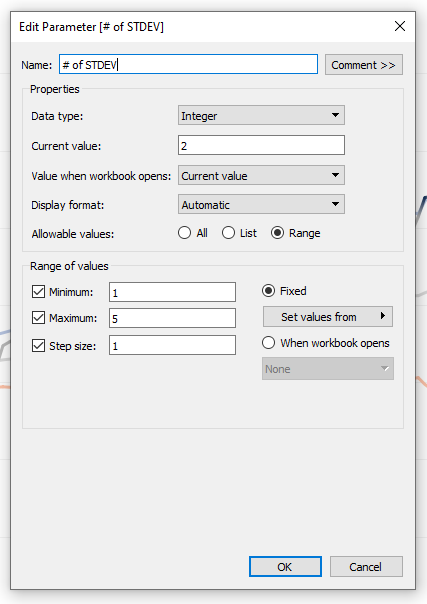 Edit Parameter [# of STDEV]
Name: # of STDEV Comment >>
Properties
Data type: Integer
Current value: 2
Value when workbook opens: Current value
Display format: Automatic
Allowable values: All List Range
Range of values
Minimum: 1 Fixed
Maximum: 5 Set values from
Step size: 1 When workbook opens
None
OK Cancel